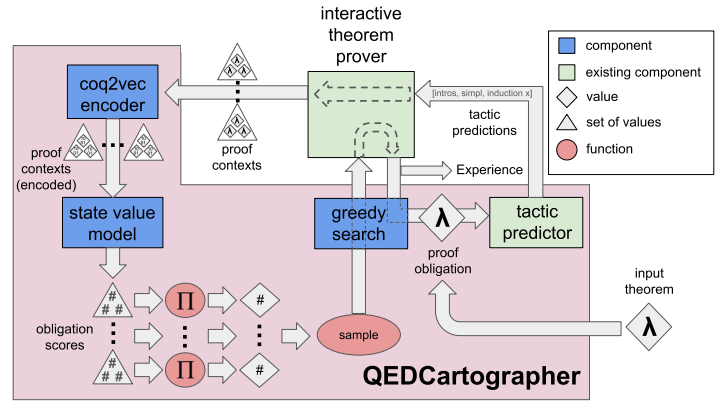 interactive
theorem
prover
component
existing component
value
set of values
function
coq2vec
encoder
λ
λ λ
λ
λ λ
proof
contexts
[intros, simpl, induction x]
tactic
predictions
Experience
proof
contexts
(encoded)
state value
model
greedy
search
λ
tactic
predictor
proof
obligation
input
theorem
λ
obligation
scores
#
# #
Π
#
sample
#
# #
Π
#
QEDCartographer